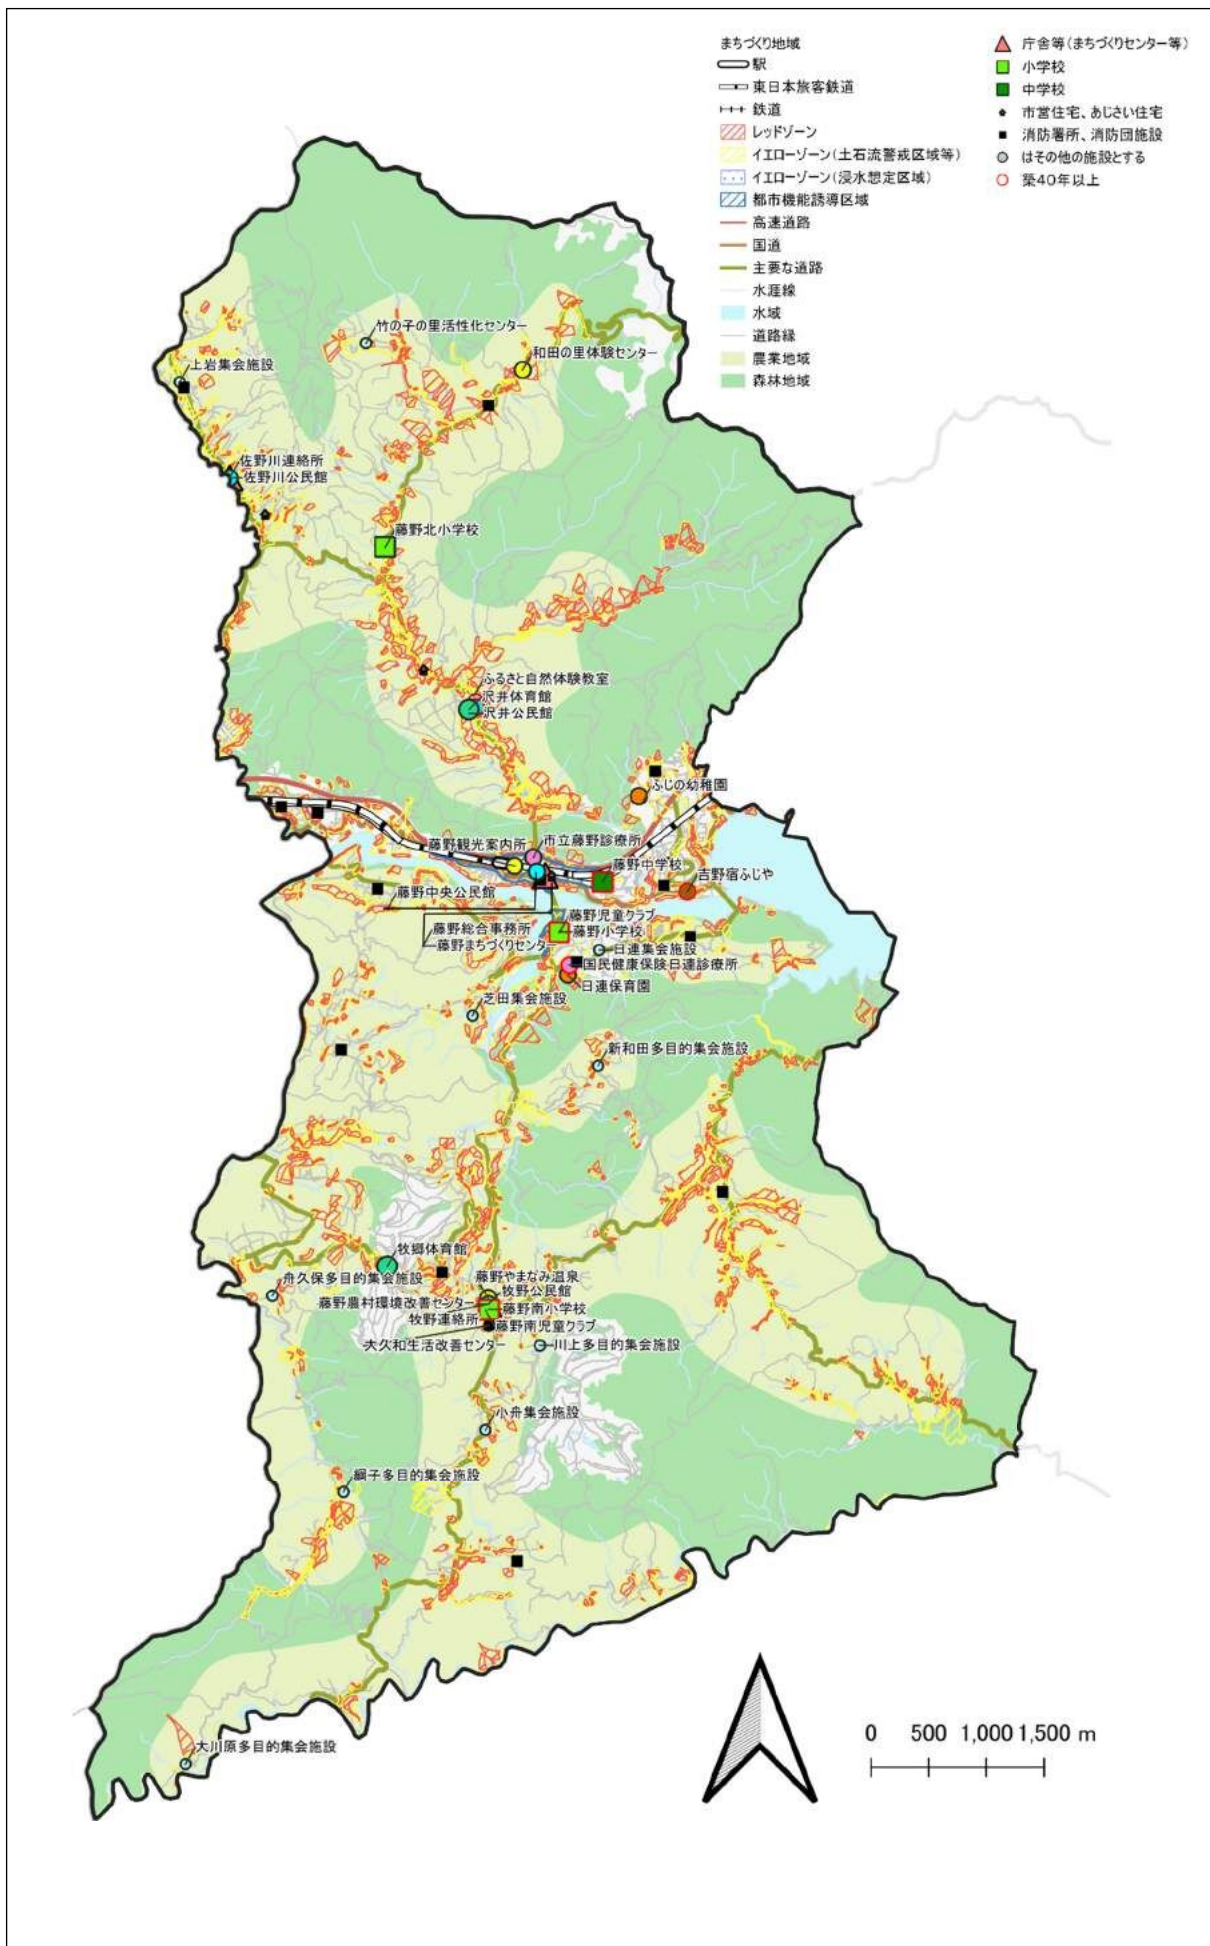 まちづくり地域
駅
東日本旅客鉄道
鉄道
レッドゾーン
イエローゾーン(土石流警戒区域等)
イエローゾーン(浸水想定区域)
都市機能誘導区域
高速道路
国道
主要な道路
水涯線
水域
道路縁
農業地域
森林地域
庁舎等(まちづくりセンター等)
小学校
中学校
市営住宅、あじさい住宅
消防署所、消防団施設
はその他の施設とする
築40年以上
竹の子の里活性化センター
和田の里体験センター
上岩集会施設
佐野川連絡所
佐野川公民館
藤野北小学校
ふるさと自然体験教室
沢井体育館
沢井公民館
ふじの幼稚園
藤野観光案内所
市立藤野診療所
藤野中学校
吉野宿ふじや
藤野中央公民館
藤野児童クラブ
藤野総合事務所
藤野小学校
藤野まちづくりセンター
日連集会施設
国民健康保険日連診療所
日連保育園
芝田集会施設
新和田多目的集会施設
牧郷体育館
舟久保多目的集会施設
藤野やまなみ温泉
牧野公民館
藤野農村環境改善センター
藤野南小学校
牧野連絡所
藤野南児童クラブ
大久和生活改善センター
川上多目的集会施設
小舟集会施設
綱子多目的集会施設
大川原多目的集会施設
0 500 1,000 1,500 m